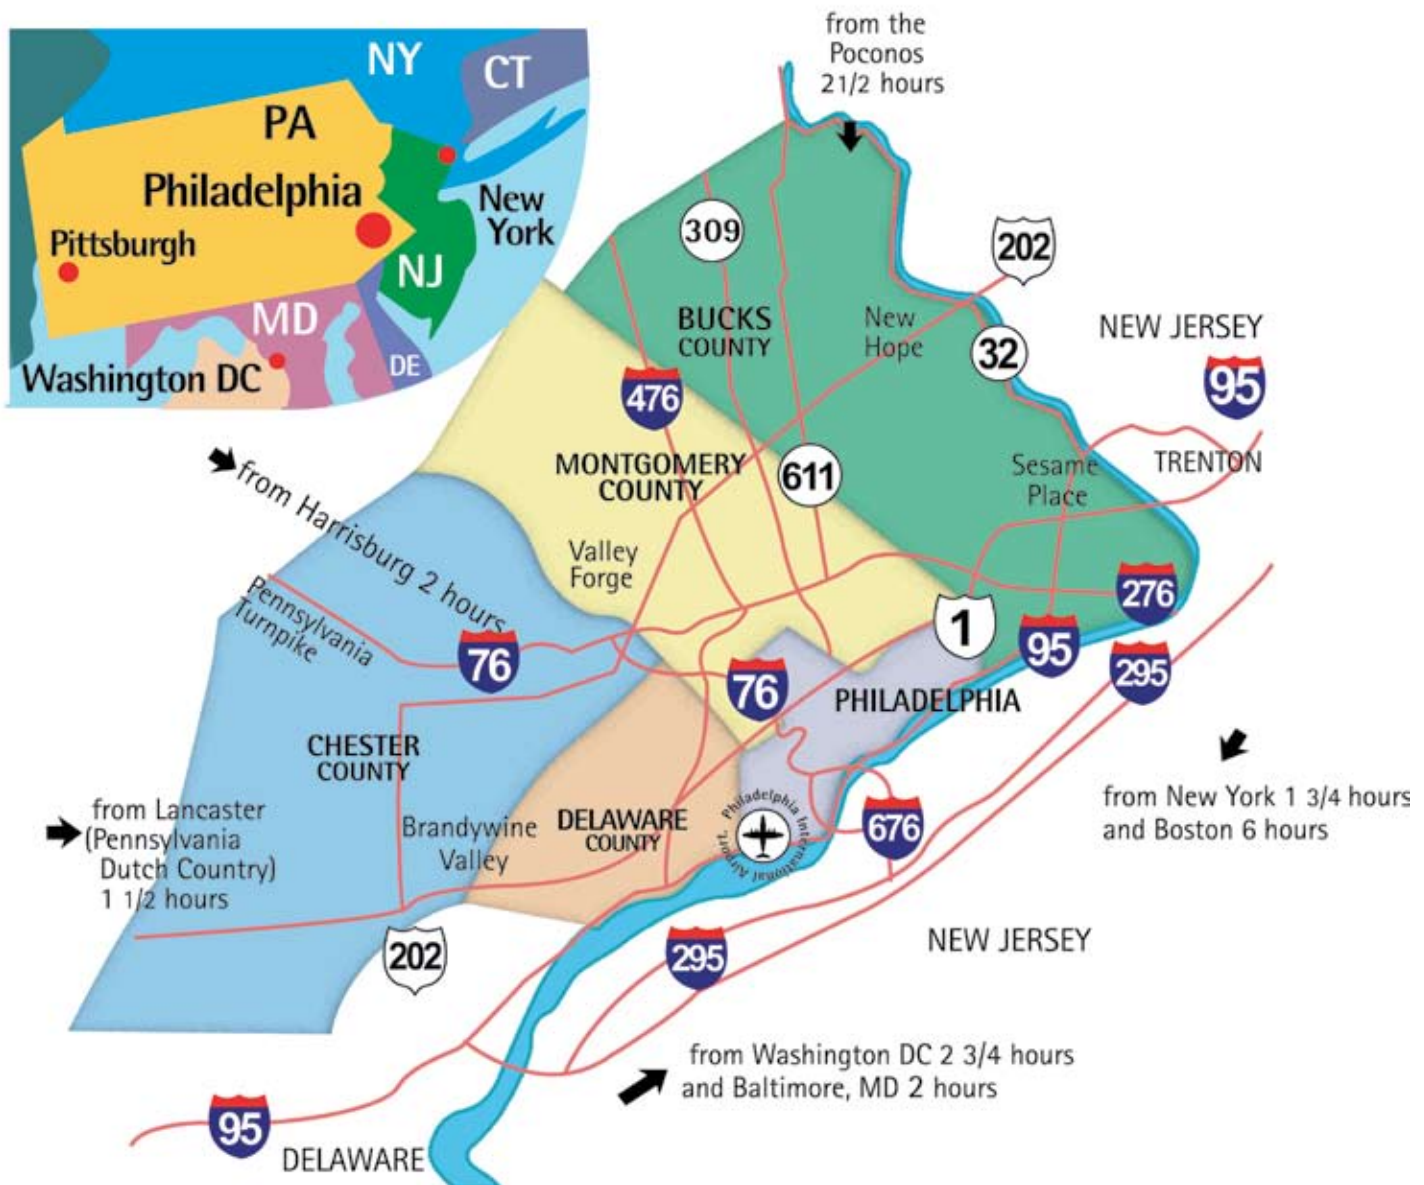 NY
CT
PA
Philadelphia
New
York
Pittsburgh
NJ
MD
Washington DC
DE
from the
Poconos
2 1/2 hours
309
202
BUCKS
COUNTY
New
Hope
32
NEW JERSEY
95
476
from Harrisburg 2 hours
MONTGOMERY
COUNTY
611
Sesame
Place
TRENTON
Valley
Forge
Pennsylvania
Turnpike
276
1
95
76
76
295
PHILADELPHIA
CHESTER
COUNTY
from New York 1 3/4 hours
and Boston 6 hours
from Lancaster
(Pennsylvania
Dutch Country)
1 1/2 hours
Brandywine
Valley
DELAWARE
COUNTY
Philadelphia International Airport.
676
202
295
NEW JERSEY
from Washington DC 2 3/4 hours
and Baltimore, MD 2 hours
95
DELAWARE